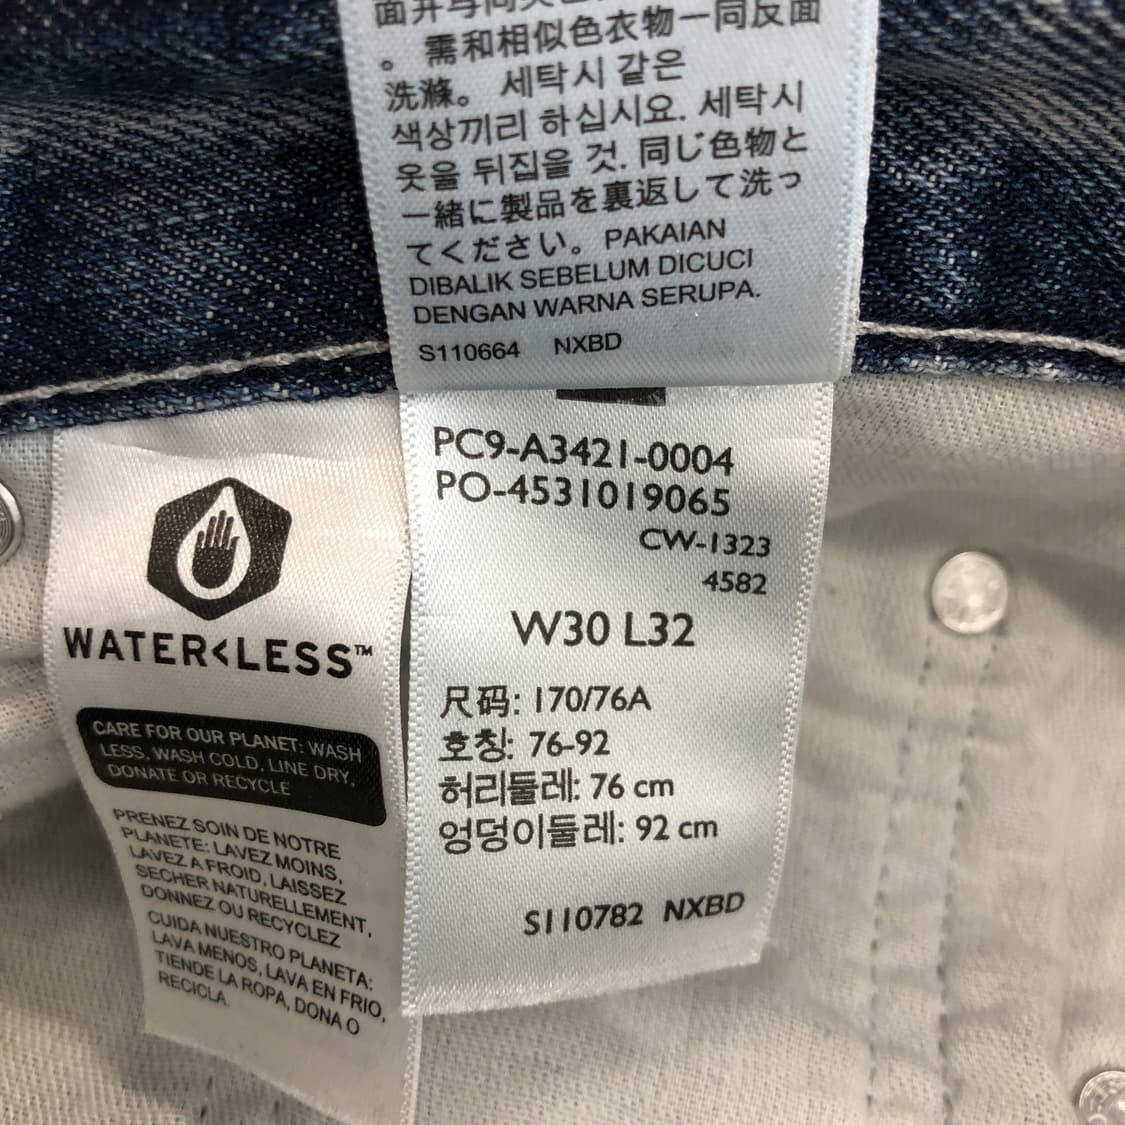 。需和相似色衣物一同反面
洗滌。 세탁시 같은
색상끼리 하십시요. 세탁시
옷을 뒤집을 것. 同じ色物と
一緒に製品を裏返して洗っ
てください。 PAKAIAN
DIBALIK SEBELUM DICUCI
DENGAN WARNA SERUPA.
S110664 NXBD
PC9-A3421-0004
PO-4531019065
CW-1323
4582
W30 L32
尺码: 170/76A
호칭: 76-92
허리둘레: 76 cm
엉덩이둘레: 92 cm
S110782 NXBD
WATER<LESS™
CARE FOR OUR PLANET: WASH
LESS, WASH COLD, LINE DRY,
DONATE OR RECYCLE
PRENEZ SOIN DE NOTRE
PLANETE: LAVEZ MOINS,
LAVEZ A FROID, LAISSEZ
SECHER NATURELLEMENT,
DONNEZ OU RECYCLEZ
CUIDA NUESTRO PLANETA:
LAVA MENOS, LAVA EN FRIO,
TIENDE LA ROPA, DONA O
RECICLA.